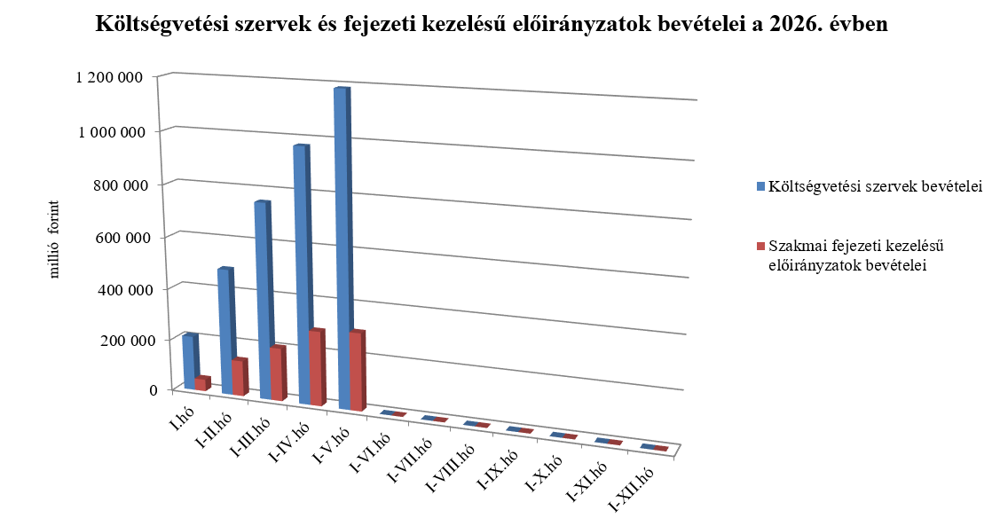 Költségvetési szervek és fejezeti kezelésű előirányzatok bevételei a 2026. évben
1 200 000
1 000 000
800 000
600 000
400 000
200 000
0
millió forint
I.hó
I-II.hó
I-III.hó
I-IV.hó
I-V.hó
I-VI.hó
I-VII.hó
I-VIII.hó
I-IX.hó
I-X.hó
I-XI.hó
I-XII.hó
Költségvetési szervek bevételei
Szakmai fejezeti kezelésű
előirányzatok bevételei